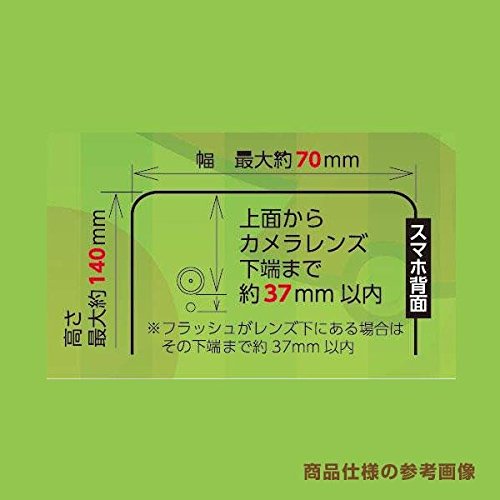 幅 最大約70mm
高さ
最大約140mm
上面から
カメラレンズ
下端まで
約37mm以内
※フラッシュがレンズ下にある場合は
その下端まで約37mm以内
スマホ背面
商品仕様の参考画像